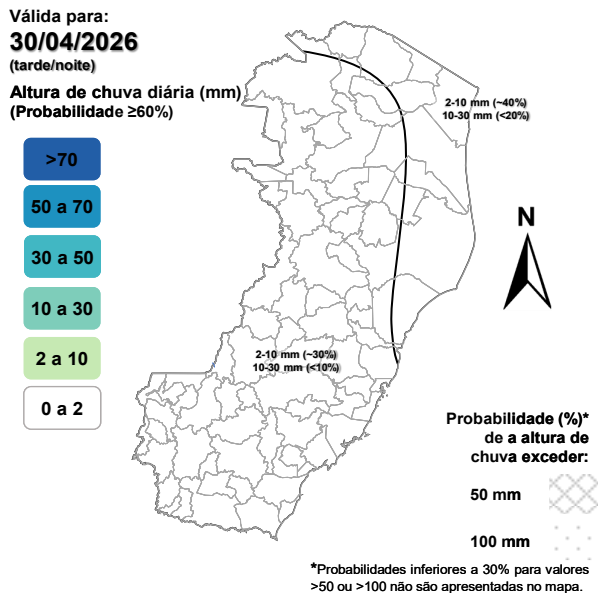 Válida para:
30/04/2026
(tarde/noite)
Altura de chuva diária (mm)
(Probabilidade ≥60%)
>70
50 a 70
30 a 50
10 a 30
2 a 10
0 a 2
2-10 mm (~40%)
10-30 mm (<20%)
N
2-10 mm (~30%)
10-30 mm (<10%)
Probabilidade (%)*
de a altura de
chuva exceder:
50 mm
100 mm
*Probabilidades inferiores a 30% para valores
>50 ou >100 não são apresentadas no mapa.